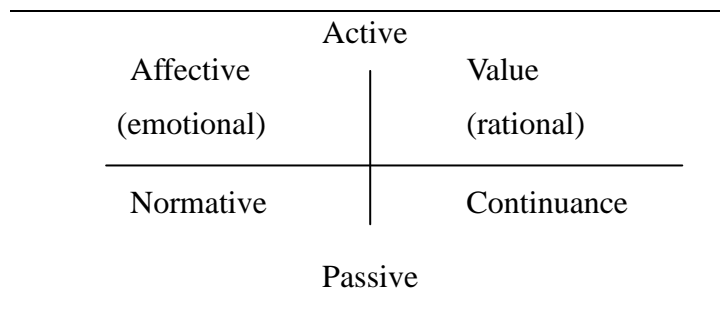 Active
Affective Value
(emotional) (rational)
Normative Continuance
Passive